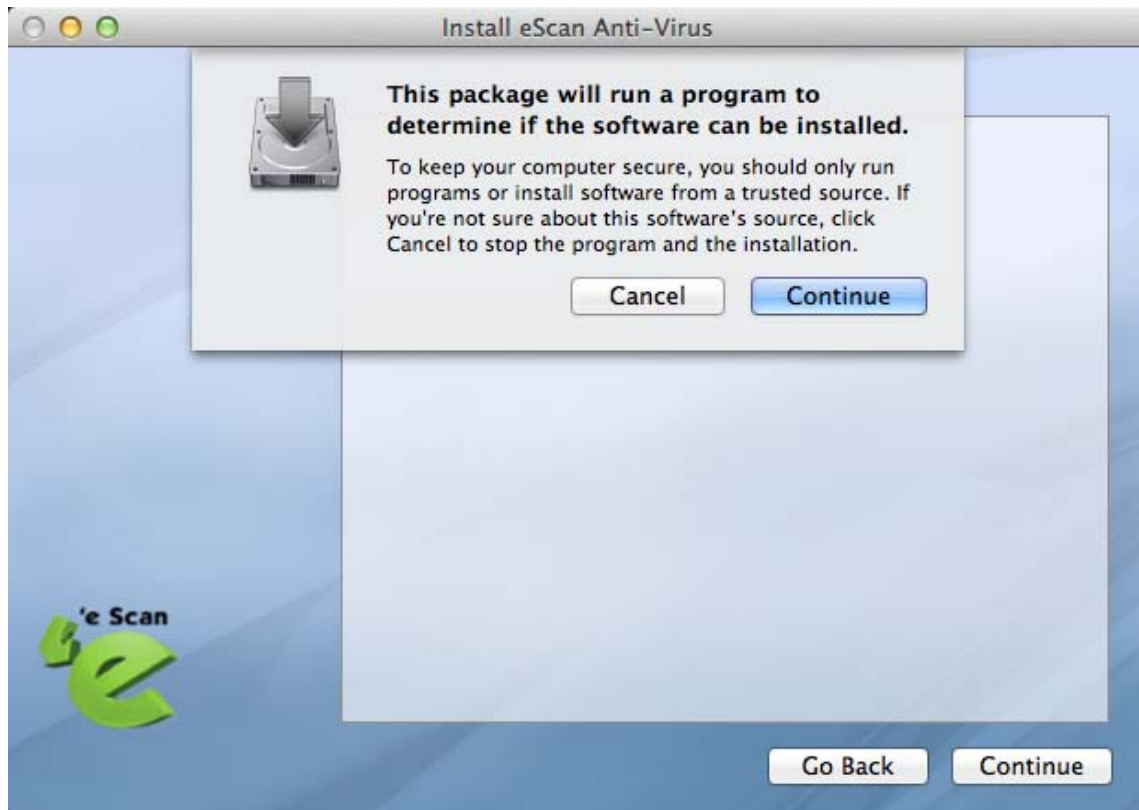 Install eScan Anti-Virus
This package will run a program to
determine if the software can be installed.
To keep your computer secure, you should only run
programs or install software from a trusted source. If
you're not sure about this software's source, click
Cancel to stop the program and the installation.
Cancel
Continue
'e Scan
e
Go Back
Continue